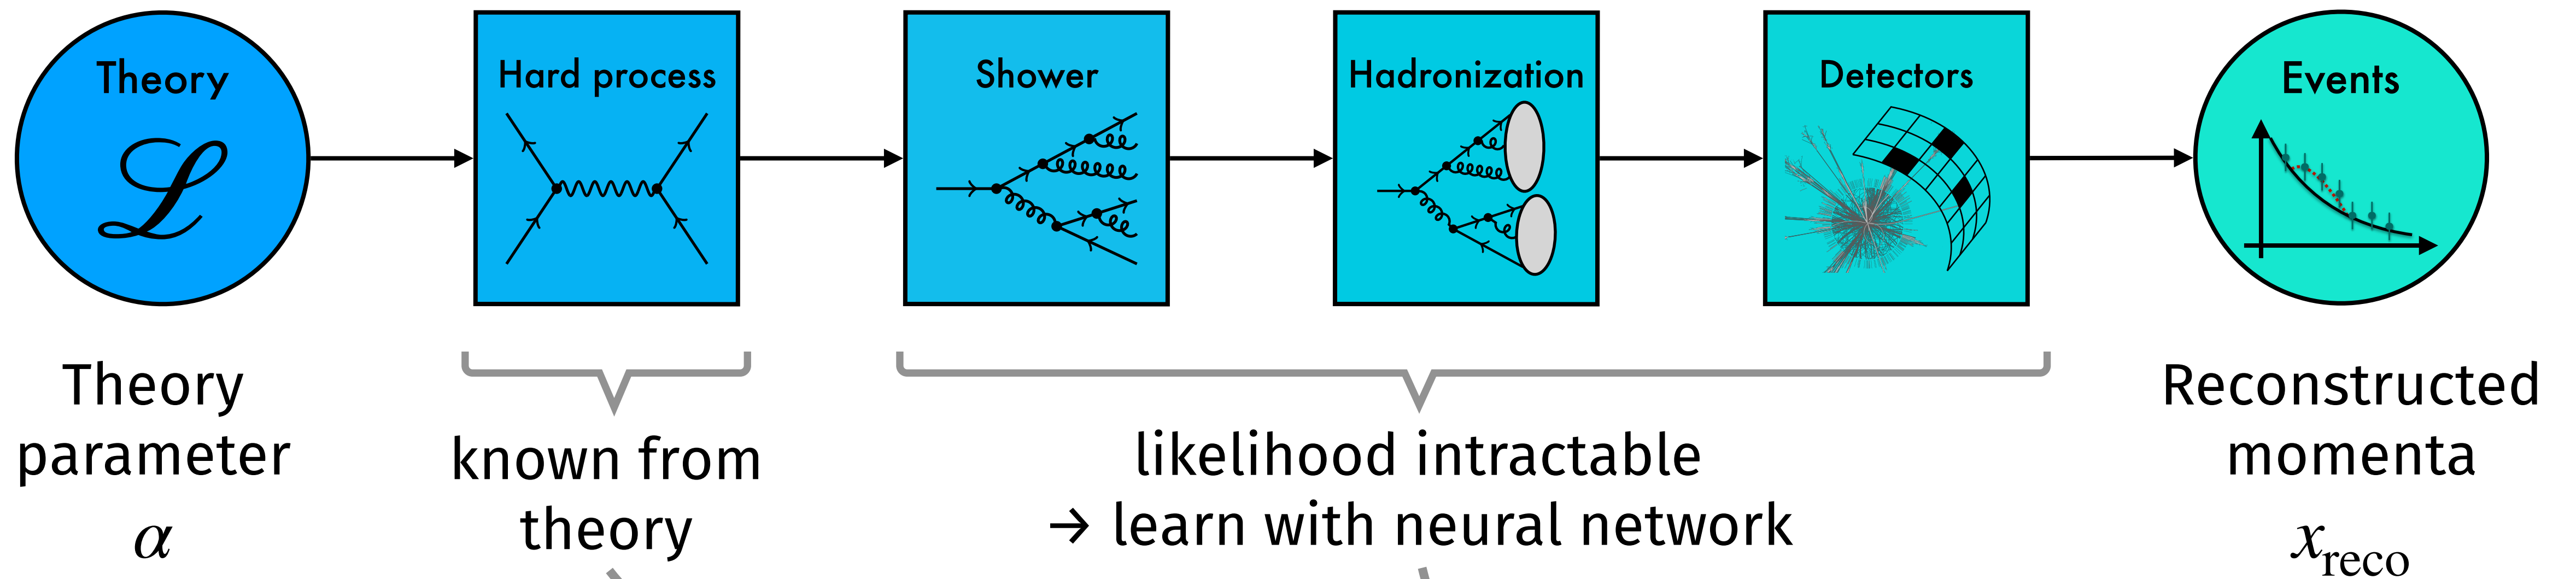 Theory
ℒ
Hard process
Shower
Hadronization
Detectors
Events
Theory
parameter
α
known from
theory
likelihood intractable
→ learn with neural network
Reconstructed
momenta
x_reco